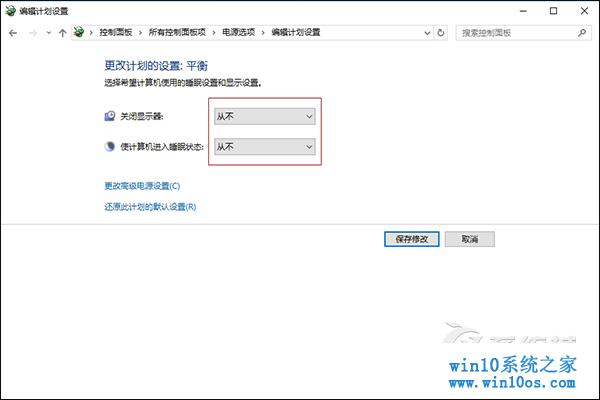 编辑计划设置
控制面板 > 所有控制面板项 > 电源选项 > 编辑计划设置
搜索控制面板
更改计划的设置: 平衡
选择希望计算机使用的睡眠设置和显示设置。
关闭显示器: 从不
使计算机进入睡眠状态: 从不
更改高级电源设置(C)
还原此计划的默认设置(R)
保存修改 取消
win10系统之家
www.win10os.com